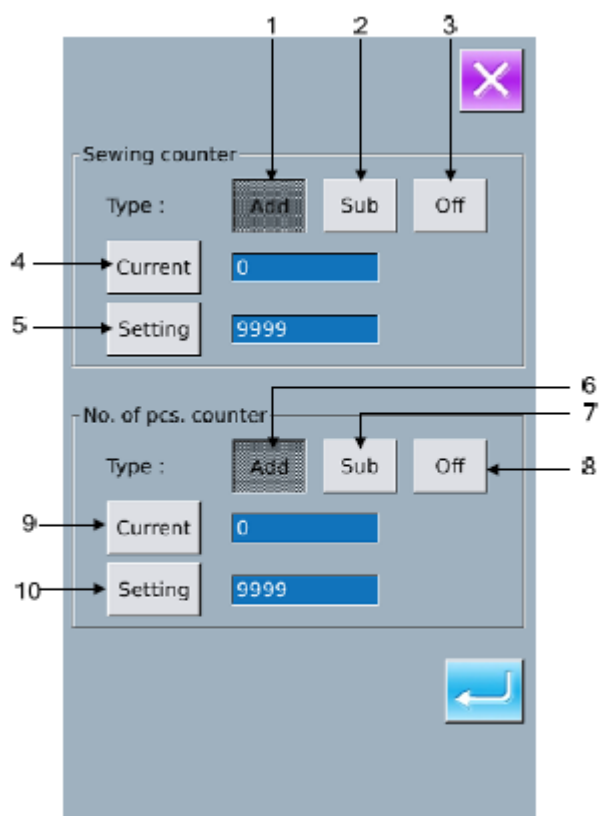 1 2 3
Sewing counter
Type : Add Sub Off
4 Current 0
5 Setting 9999
6
No. of pcs. counter 7
Type : Add Sub Off 8
9 Current 0
10 Setting 9999